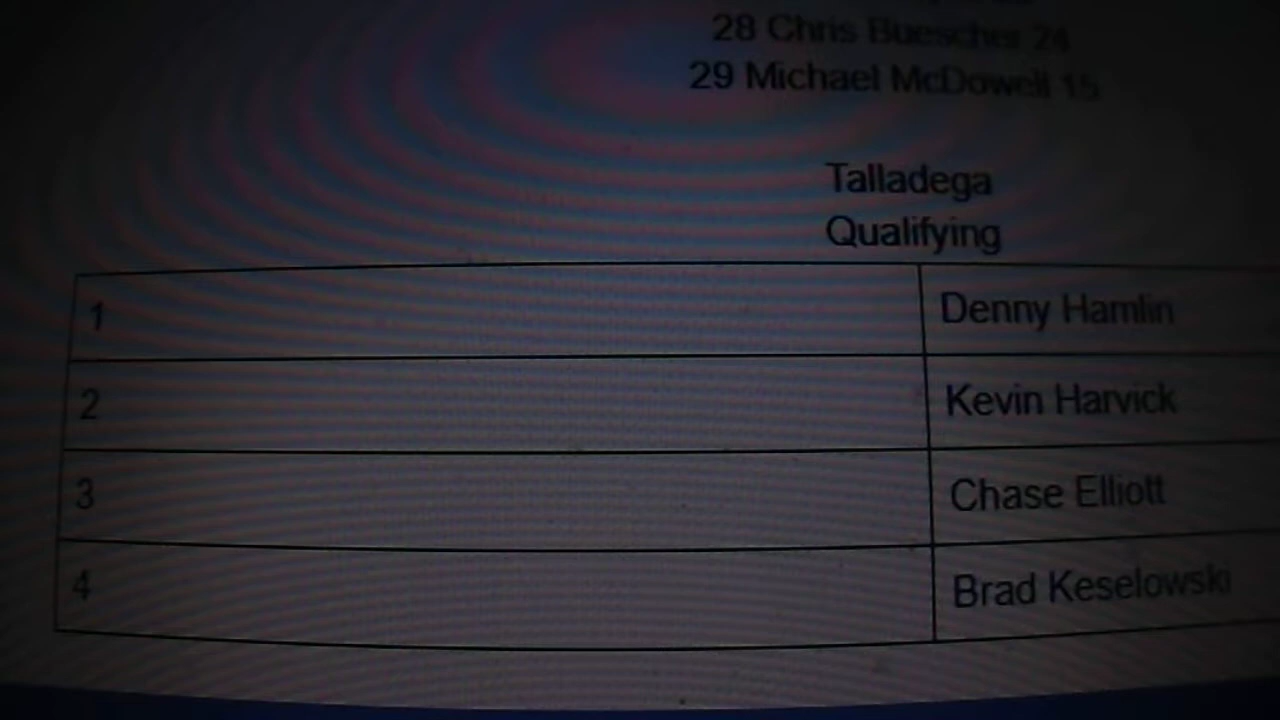 28 Chris Buescher 24
29 Michael McDowell 15
Talladega
Qualifying
1 Denny Hamlin
2 Kevin Harvick
3 Chase Elliott
4 Brad Keselowski